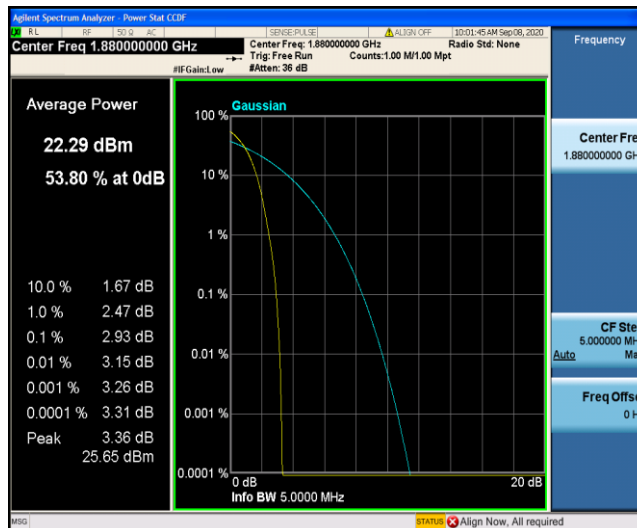 Agilent Spectrum Analyzer - Power Stat CCDF
RL RF 50 Ω AC SENSE:PULSE ALIGN OFF 10:01:45 AM Sep 08, 2020
Center Freq 1.880000000 GHz
Center Freq: 1.880000000 GHz Radio Std: None
Trig: Free Run Counts:1.00 M/1.00 Mpt
#IFGain:Low #Atten: 36 dB
Frequency
Average Power
22.29 dBm
53.80 % at 0dB
10.0 % 1.67 dB
1.0 % 2.47 dB
0.1 % 2.93 dB
0.01 % 3.15 dB
0.001 % 3.26 dB
0.0001 % 3.31 dB
Peak 3.36 dB
25.65 dBm
Gaussian
100 %
10 %
1 %
0.1 %
0.01 %
0.001 %
0.0001 %
0 dB 20 dB
Info BW 5.0000 MHz
Center Fre
1.880000000 GH
CF Ste
5.000000 MH
Auto Ma
Freq Offse
0 H
MSG STATUS Align Now, All required